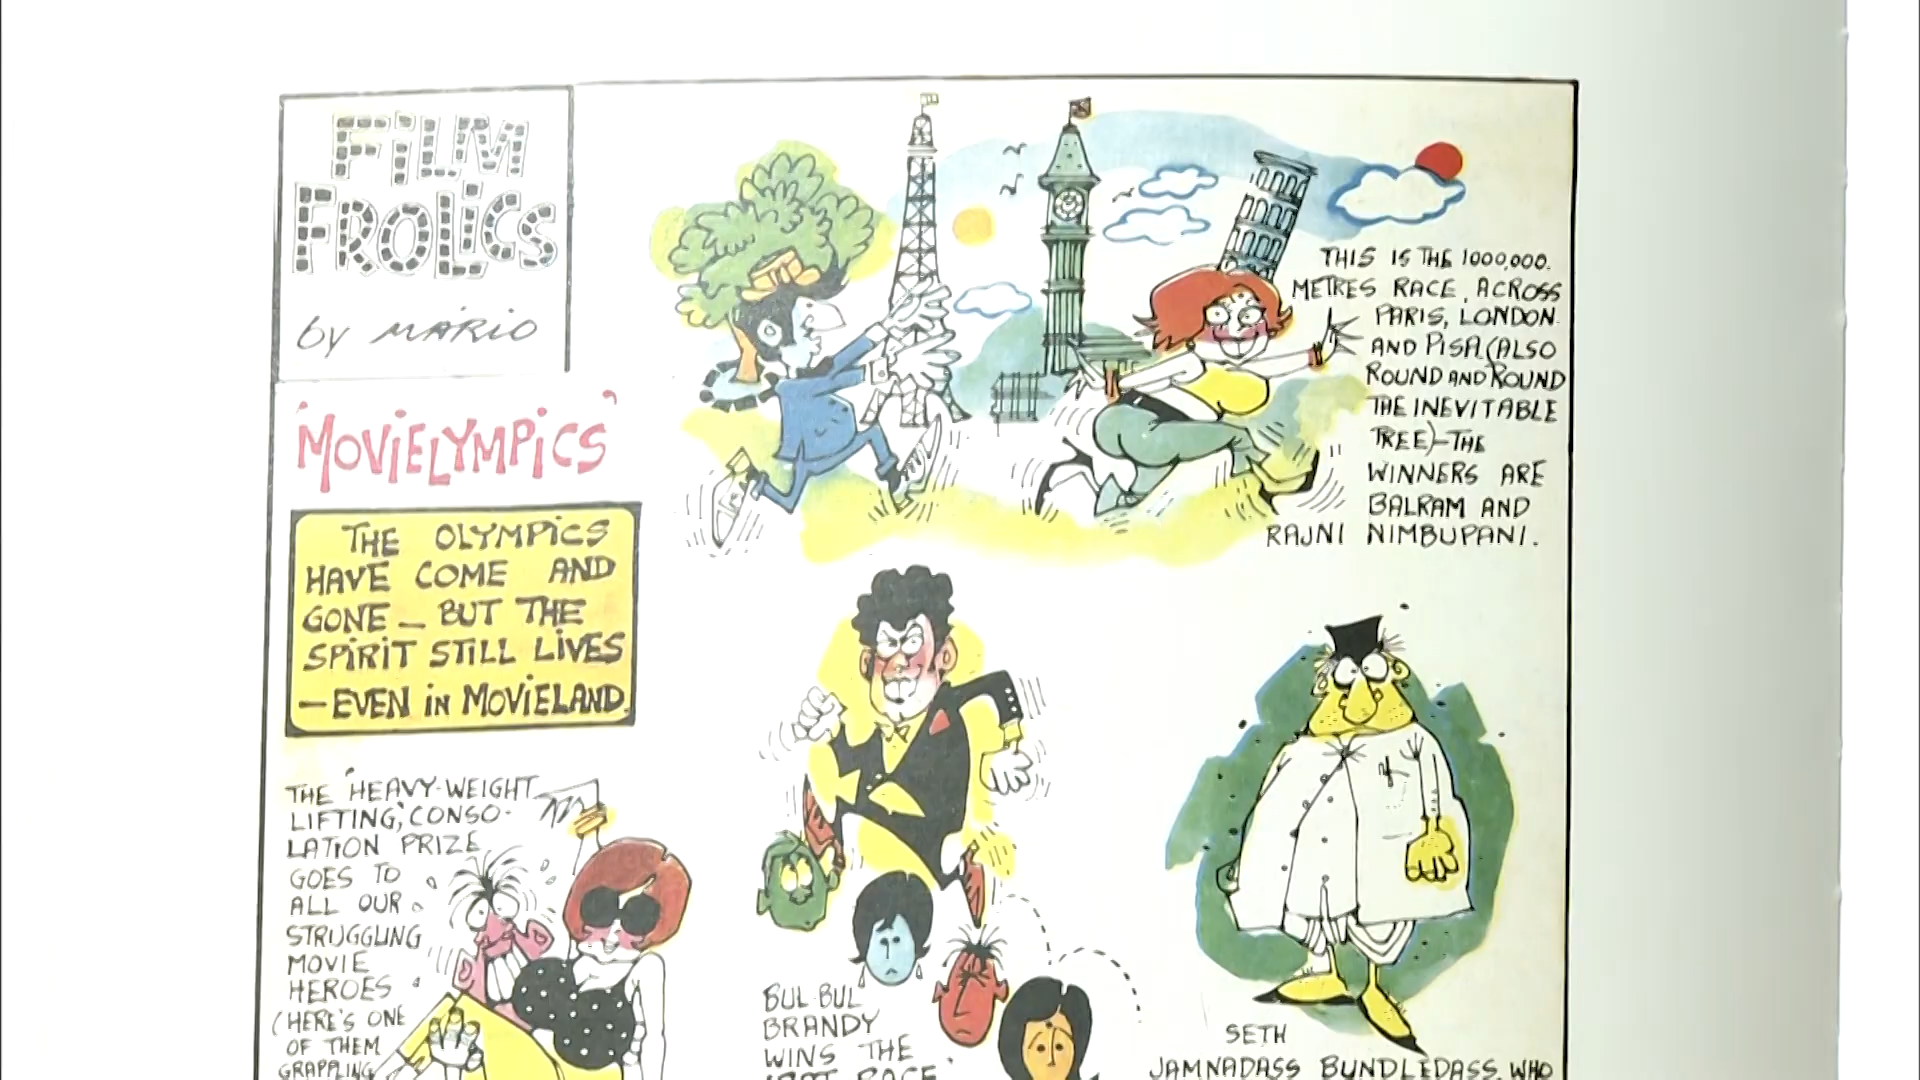 FILM
FROLICS
by MARIO
'MOVIELYMPICS'
THE OLYMPICS
HAVE COME AND
GONE – BUT THE
SPIRIT STILL LIVES
– EVEN IN MOVIELAND.
THIS IS THE 1000,000.
METRES RACE, ACROSS
PARIS, LONDON
AND PISA (ALSO
ROUND AND ROUND
THE INEVITABLE
TREE) – THE
WINNERS ARE
BALRAM AND
RAJNI NIMBUPANI.
THE 'HEAVY-WEIGHT
LIFTING', CONSO-
LATION PRIZE
GOES TO
ALL OUR
STRUGGLING
MOVIE
HEROES
(HERE'S ONE
OF THEM
GRAPPLING
BUL BUL
BRANDY
WINS THE
RACE
SETH
JAMNADASS BUNDLEDASS, WHO